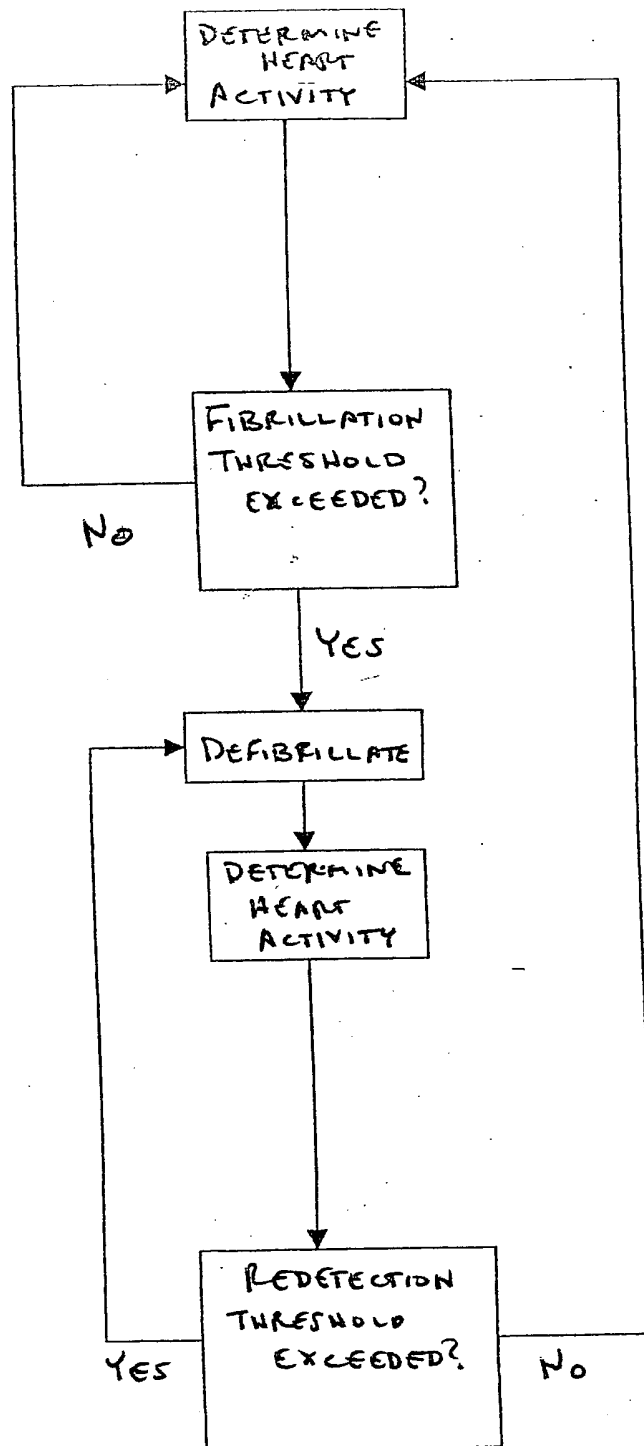 DETERMINE
HEART
ACTIVITY
FIBRILLATION
THRESHOLD
EXCEEDED?
NO
YES
DEFIBRILLATE
DETERMINE
HEART
ACTIVITY
REDETECTION
THRESHOLD
EXCEEDED?
YES
NO